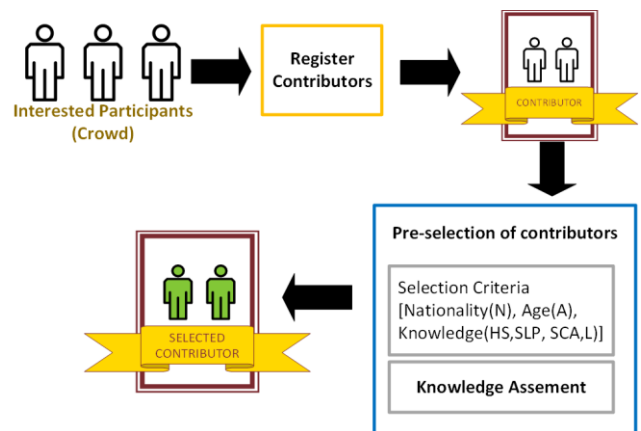 Interested Participants
(Crowd)
Register
Contributors
CONTRIBUTOR
Pre-selection of contributors
Selection Criteria
[Nationality(N), Age(A),
Knowledge(HS,SLP, SCA,L)]
Knowledge Assement
SELECTED
CONTRIBUTOR